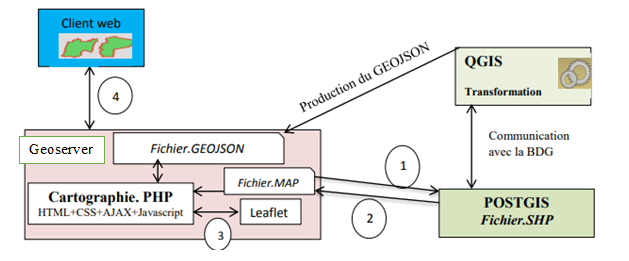 Client web
4
Production du GEOJSON
QGIS
Transformation
Communication
avec la BDG
Geoserver
Fichier.GEOJSON
Fichier.MAP
1
Cartographie. PHP
HTML+CSS+AJAX+Javascript
Leaflet
2
3
POSTGIS
Fichier.SHP